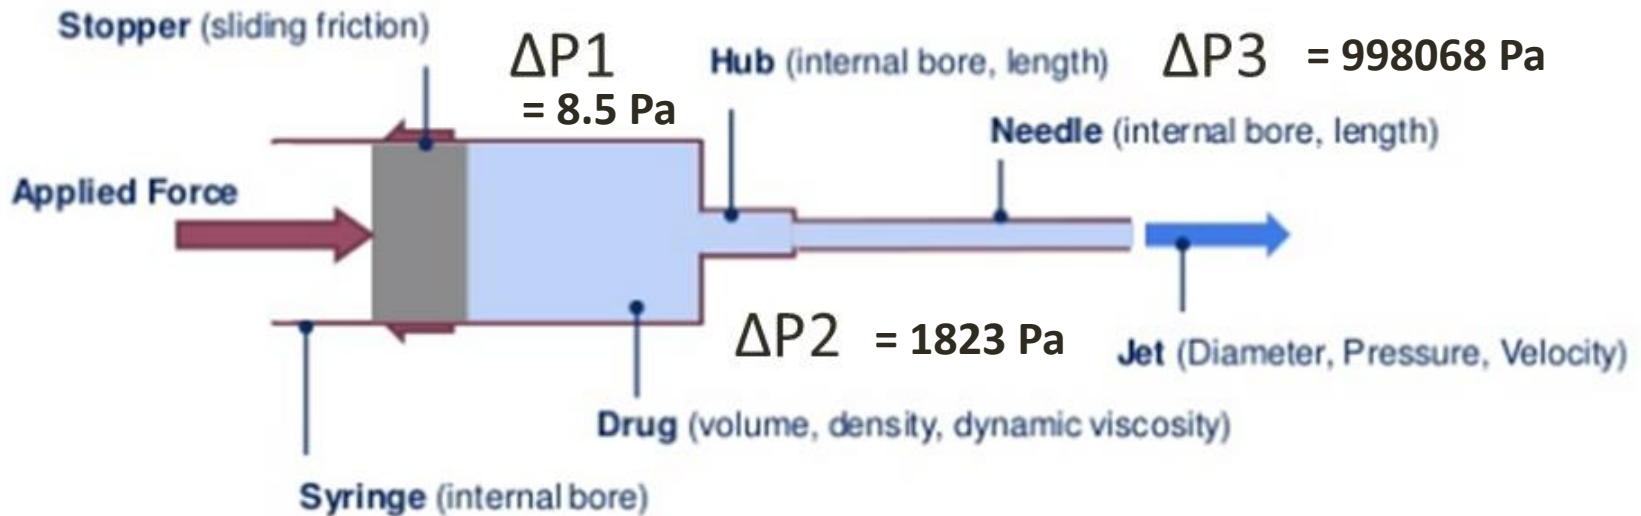 Stopper (sliding friction)
ΔP1
= 8.5 Pa
Hub (internal bore, length)
ΔP3 = 998068 Pa
Needle (internal bore, length)
Applied Force
ΔP2 = 1823 Pa
Jet (Diameter, Pressure, Velocity)
Drug (volume, density, dynamic viscosity)
Syringe (internal bore)